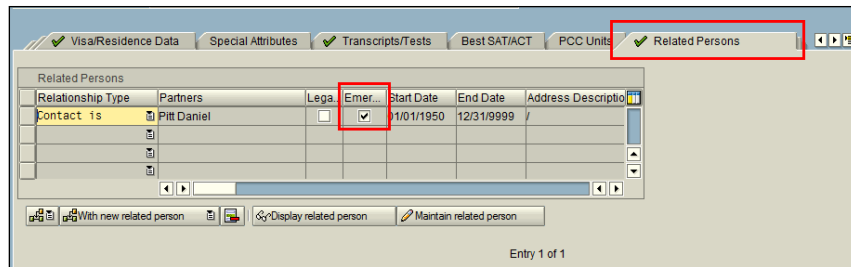 Visa/Residence Data Special Attributes Transcripts/Tests Best SAT/ACT PCC Units Related Persons
Related Persons
Relationship Type Partners Lega.. Emer... Start Date End Date Address Descriptio
Contact is Pitt Daniel 01/01/1950 12/31/9999 /
With new related person Display related person Maintain related person
Entry 1 of 1